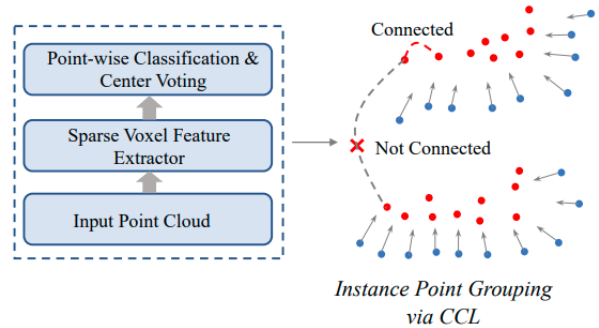 Point-wise Classification &
Center Voting
Sparse Voxel Feature
Extractor
Input Point Cloud
Connected
Not Connected
Instance Point Grouping
via CCL